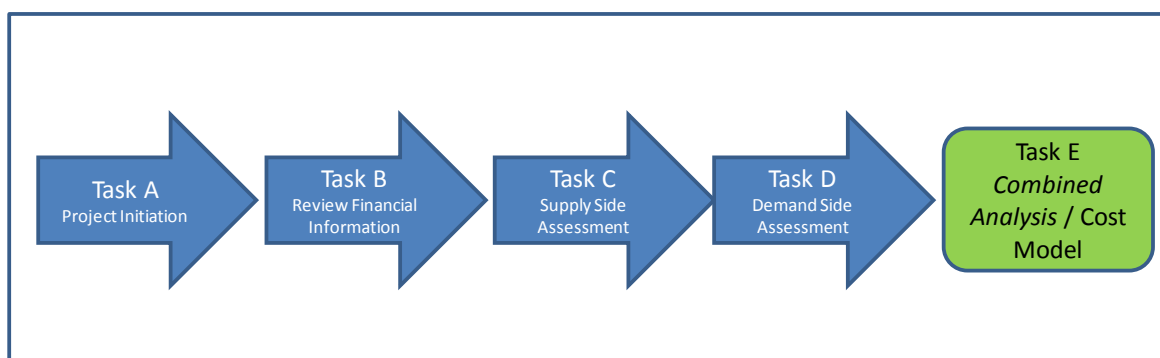 Task A
Project Initiation
Task B
Review Financial
Information
Task C
Supply Side
Assessment
Task D
Demand Side
Assessment
Task E
Combined
Analysis / Cost
Model